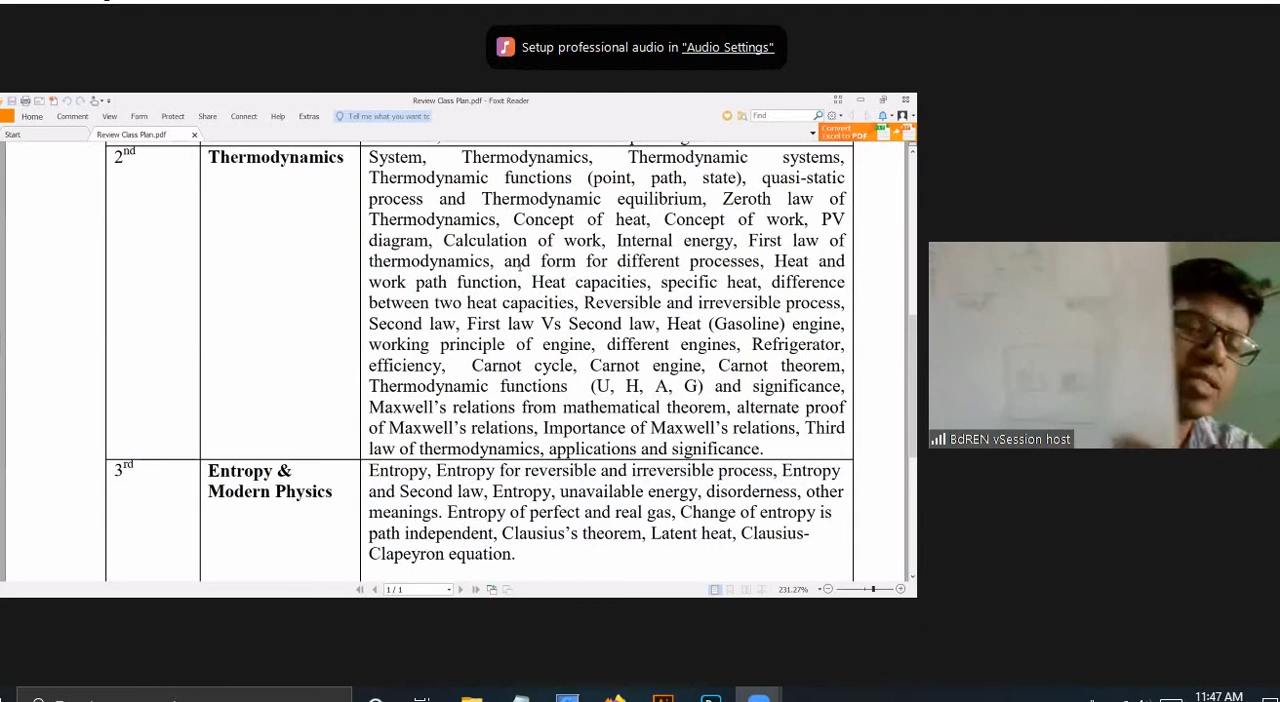 Setup professional audio in "Audio Settings"
Review Class Plan.pdf - Foxit Reader
Home Comment View Form Protect Share Connect Help Extras Tell me what you want to Find
Start Review Class Plan.pdf × Convert Excel to PDF
2nd Thermodynamics System, Thermodynamics, Thermodynamic systems,
Thermodynamic functions (point, path, state), quasi-static
process and Thermodynamic equilibrium, Zeroth law of
Thermodynamics, Concept of heat, Concept of work, PV
diagram, Calculation of work, Internal energy, First law of
thermodynamics, and form for different processes, Heat and
work path function, Heat capacities, specific heat, difference
between two heat capacities, Reversible and irreversible process,
Second law, First law Vs Second law, Heat (Gasoline) engine,
working principle of engine, different engines, Refrigerator,
efficiency, Carnot cycle, Carnot engine, Carnot theorem,
Thermodynamic functions (U, H, A, G) and significance,
Maxwell's relations from mathematical theorem, alternate proof
of Maxwell's relations, Importance of Maxwell's relations, Third
law of thermodynamics, applications and significance.
3rd Entropy & Modern Physics Entropy, Entropy for reversible and irreversible process, Entropy
and Second law, Entropy, unavailable energy, disorderness, other
meanings. Entropy of perfect and real gas, Change of entropy is
path independent, Clausius's theorem, Latent heat, Clausius-
Clapeyron equation.
BdREN vSession host
1 / 1 231.27%
11:47 AM